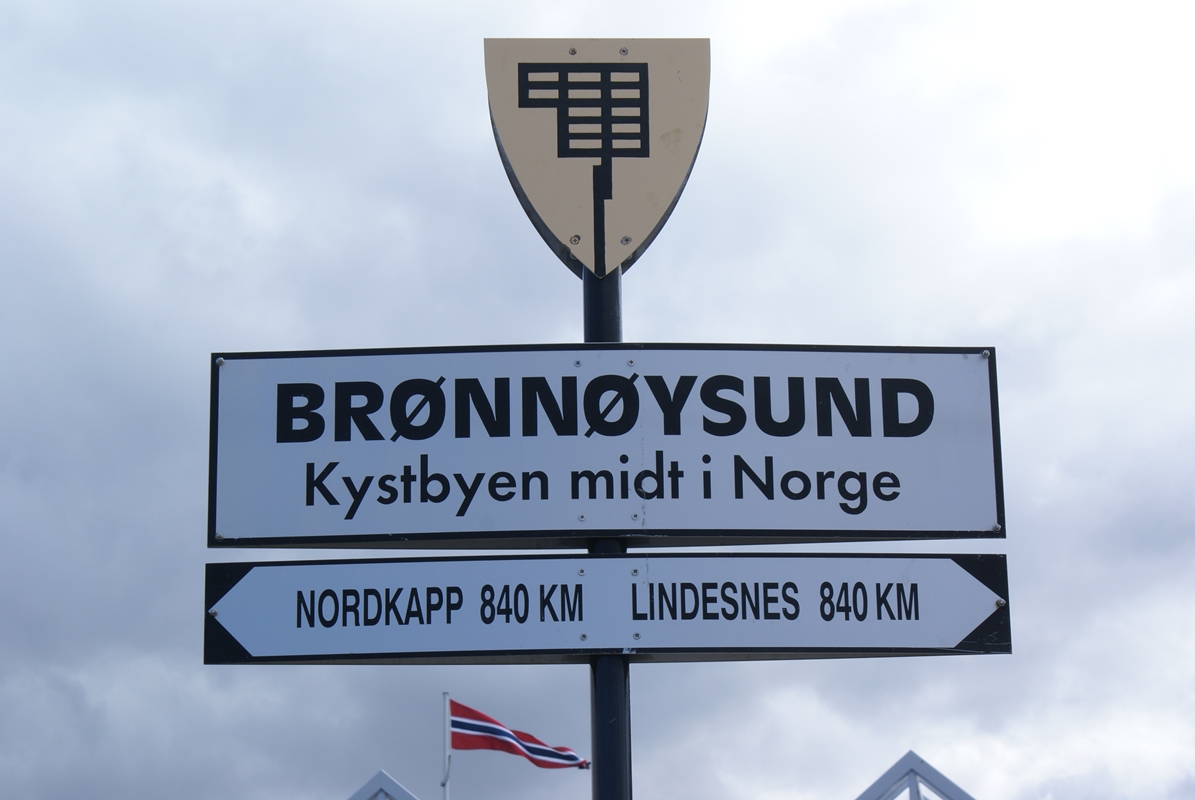 BRØNNØYSUND
Kystbyen midt i Norge
NORDKAPP 840 KM LINDESNES 840 KM